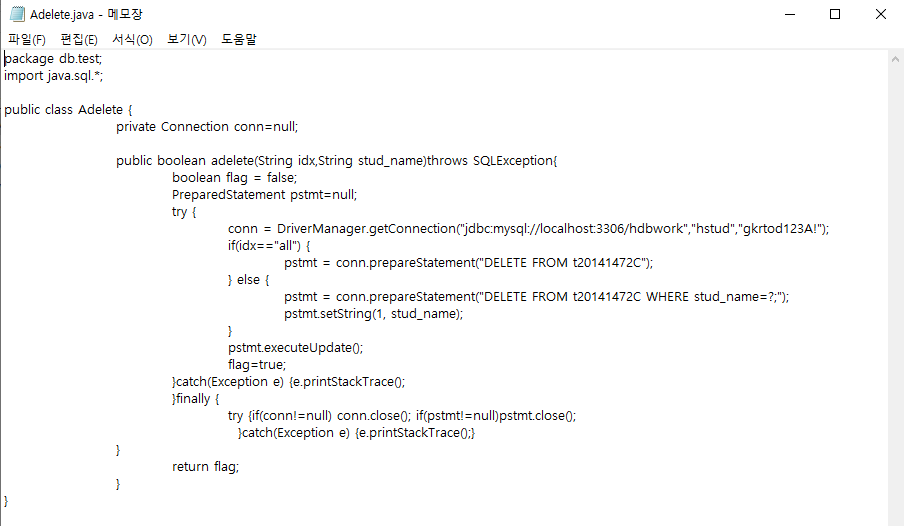 Adelete.java - 메모장
파일(F) 편집(E) 서식(O) 보기(V) 도움말
package db.test;
import java.sql.*;
public class Adelete {
private Connection conn=null;
public boolean adelete(String idx,String stud_name)throws SQLException{
boolean flag = false;
PreparedStatement pstmt=null;
try {
conn = DriverManager.getConnection("jdbc:mysql://localhost:3306/hdbwork","hstud","gkrtod123A!");
if(idx=="all") {
pstmt = conn.prepareStatement("DELETE FROM t20141472C");
} else {
pstmt = conn.prepareStatement("DELETE FROM t20141472C WHERE stud_name=?;");
pstmt.setString(1, stud_name);
}
pstmt.executeUpdate();
flag=true;
}catch(Exception e) {e.printStackTrace();
}finally {
try {if(conn!=null) conn.close(); if(pstmt!=null)pstmt.close();
}catch(Exception e) {e.printStackTrace();}
}
return flag;
}
}